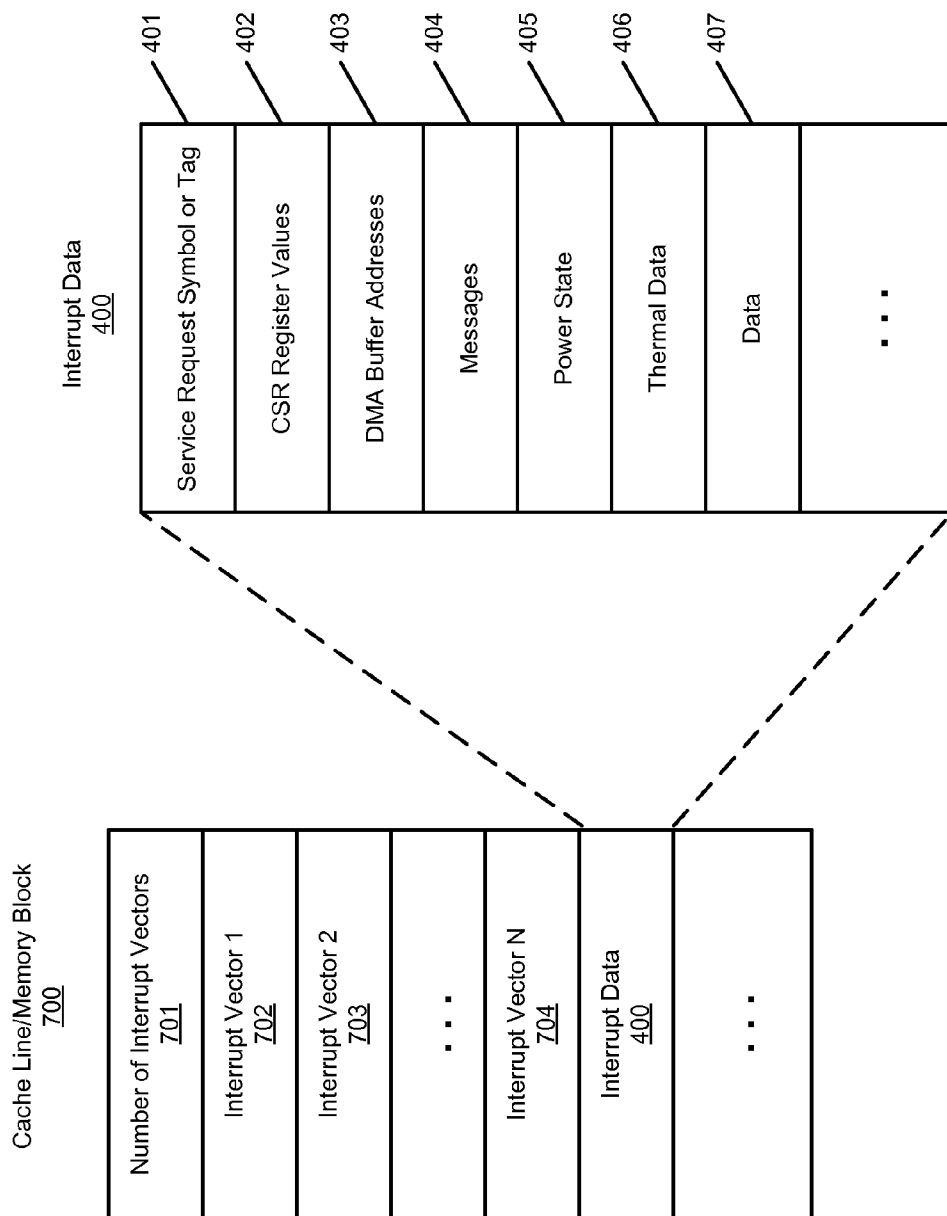 Cache Line/Memory Block
700
Number of Interrupt Vectors
701
Interrupt Vector 1
702
Interrupt Vector 2
703
...
Interrupt Vector N
704
Interrupt Data
400
...
Interrupt Data
400
Service Request Symbol or Tag
401
CSR Register Values
402
DMA Buffer Addresses
403
Messages
404
Power State
405
Thermal Data
406
Data
407
...